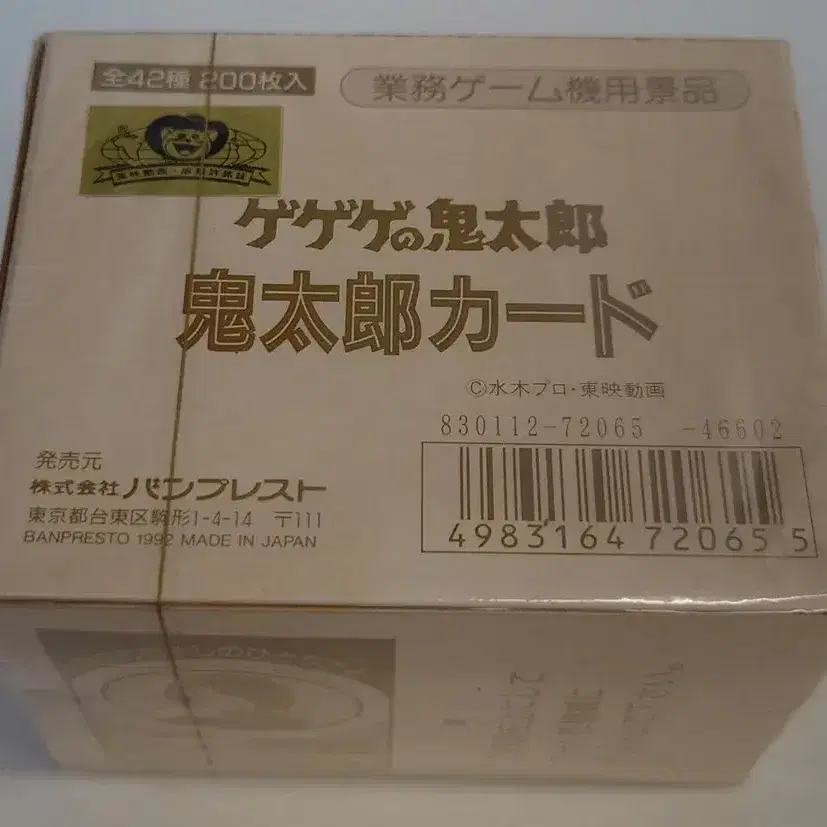 全42種 200枚入
業務ゲーム機用景品
ゲゲゲの鬼太郎
鬼太郎カード
©水木プロ・東映動画
830112-72065 -46602
発売元
株式会社 バンプレスト
東京都台東区駒形1-4-14 〒111
BANPRESTO 1992 MADE IN JAPAN
4983164 72065 5